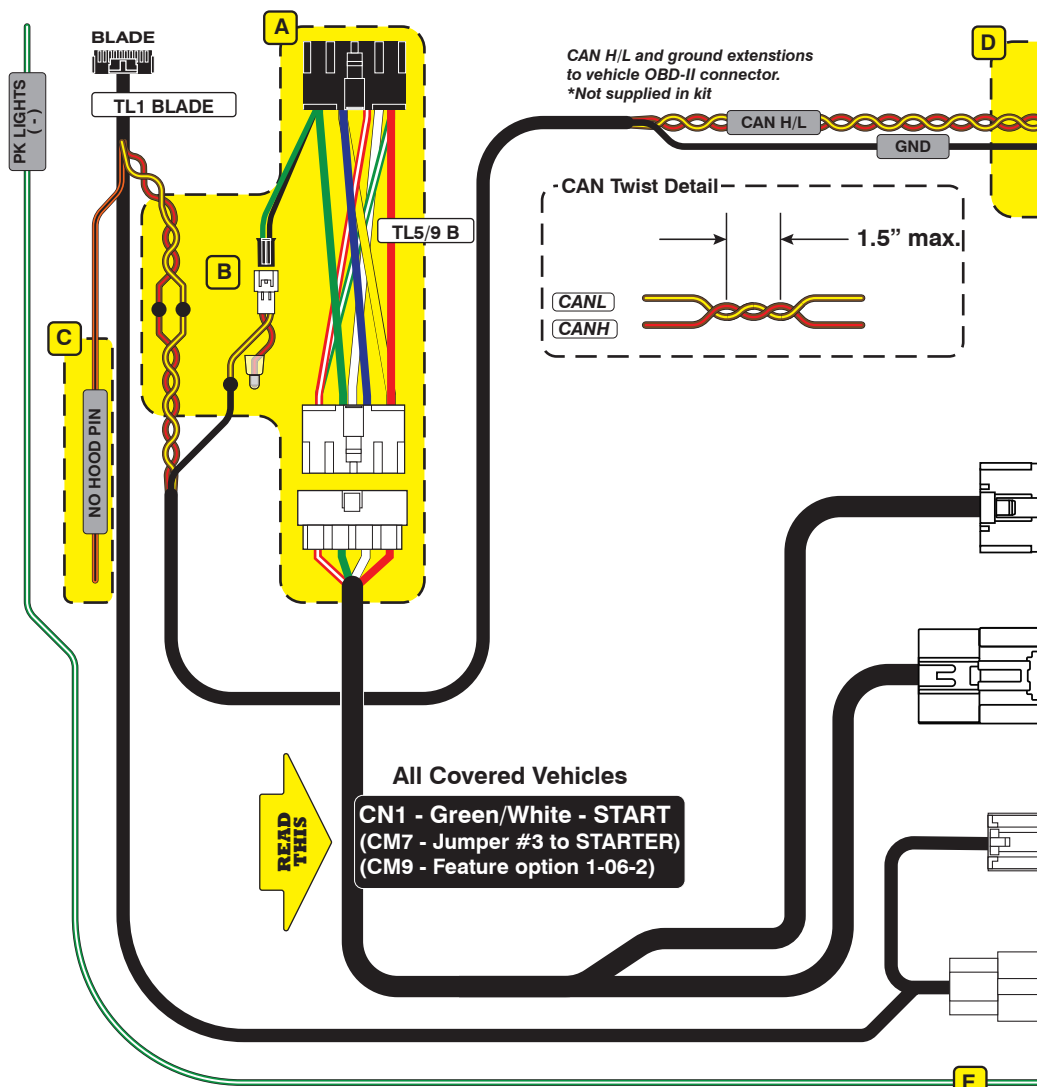 A
BLADE
TL1 BLADE
PK LIGHTS
( - )
CAN H/L and ground extenstions
to vehicle OBD-II connector.
*Not supplied in kit
D
CAN H/L
GND
CAN Twist Detail
1.5” max.
CANL
CANH
TL5/9 B
B
C
NO HOOD PIN
READ
THIS
All Covered Vehicles
CN1 - Green/White - START
(CM7 - Jumper #3 to STARTER)
(CM9 - Feature option 1-06-2)